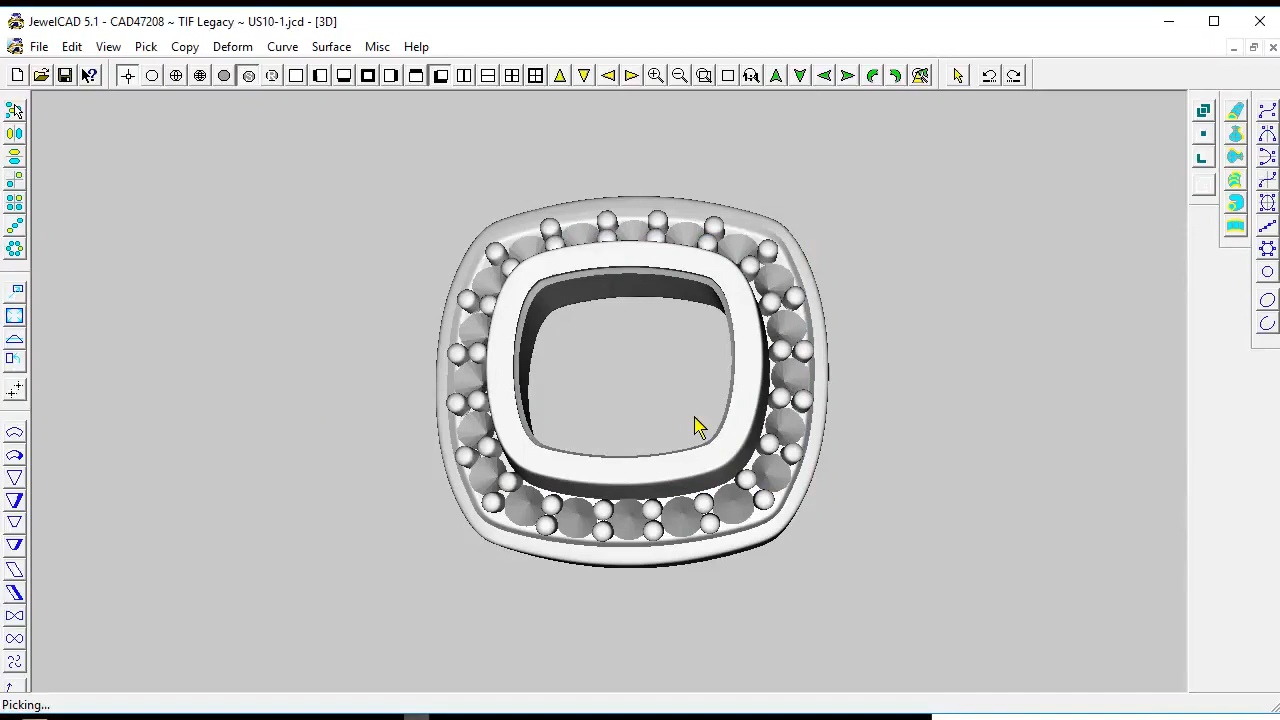 JewelCAD 5.1 - CAD47208 ~ TIF Legacy ~ US10-1.jcd - [3D]
File Edit View Pick Copy Deform Curve Surface Misc Help
Picking...